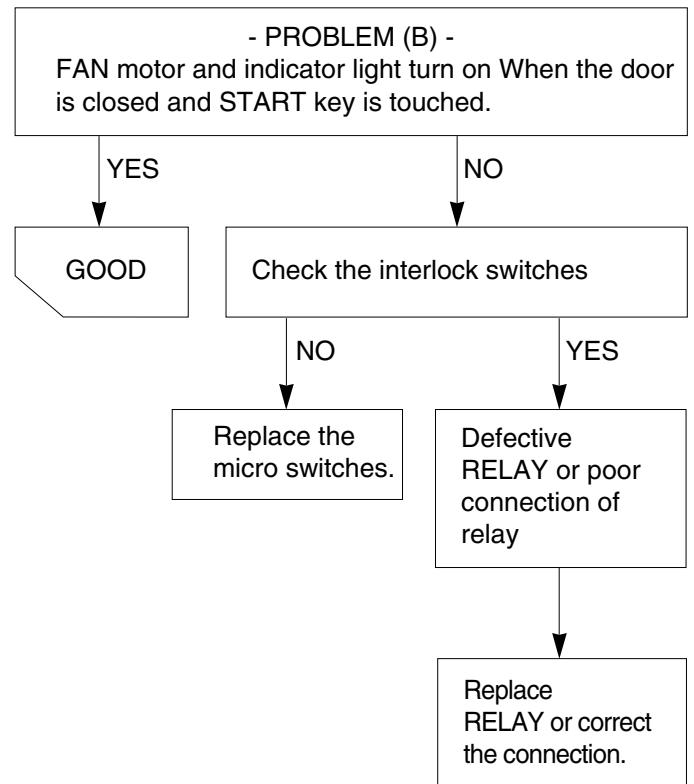 - PROBLEM (B) -
FAN motor and indicator light turn on When the door
is closed and START key is touched.
YES
NO
GOOD
Check the interlock switches
NO
YES
Replace the
micro switches.
Defective
RELAY or poor
connection of
relay
Replace
RELAY or correct
the connection.